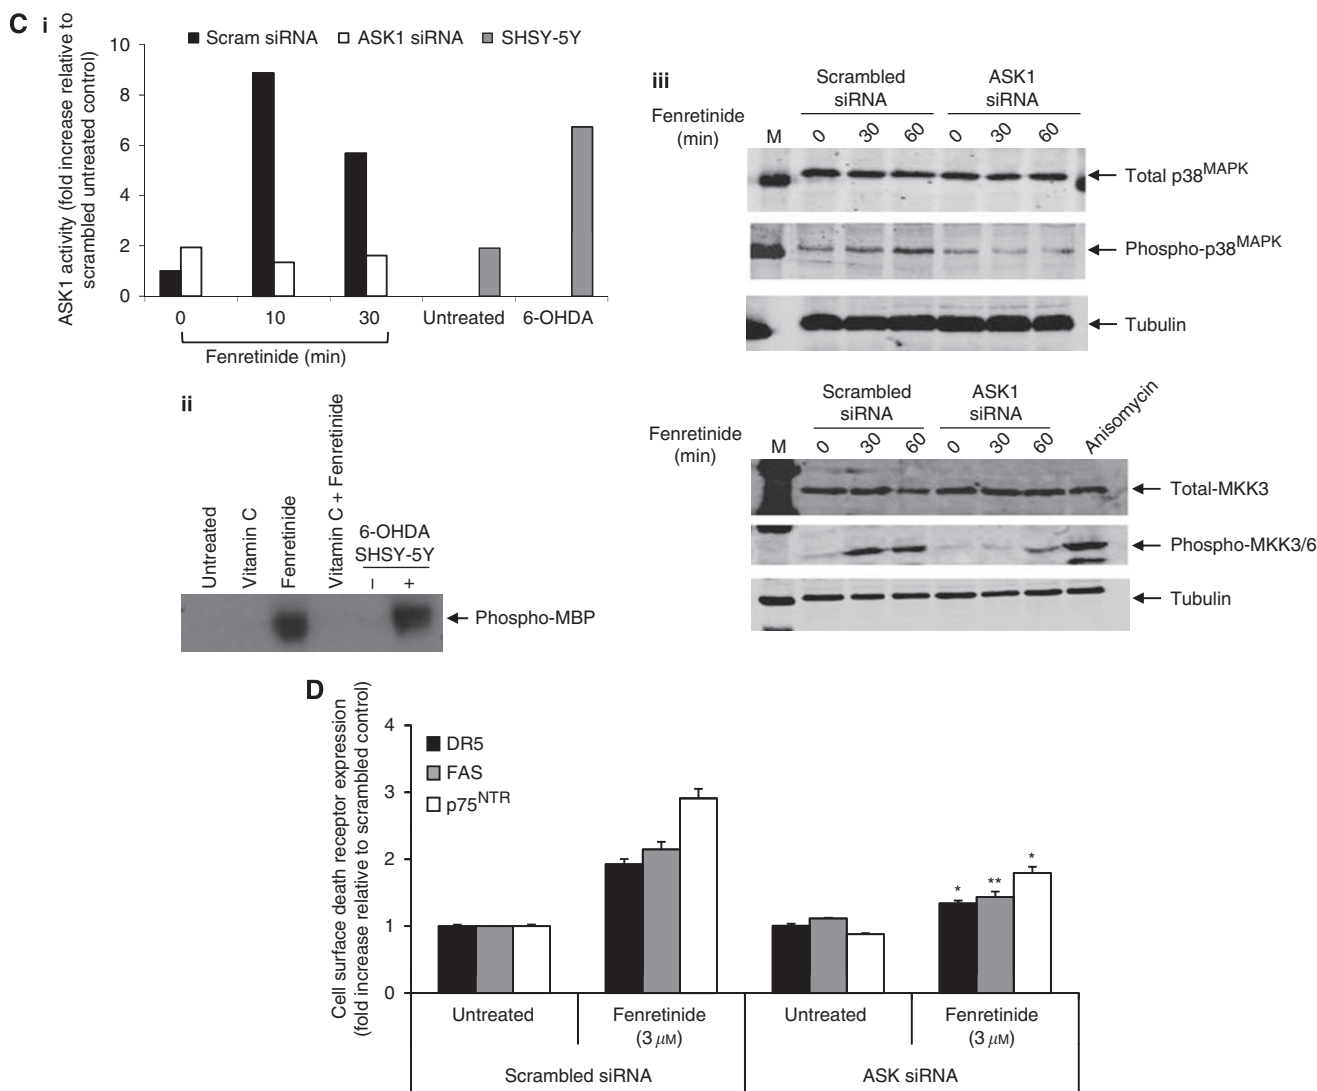 C i
ASK1 activity (fold increase relative to
scrambled untreated control)
10
8
6
4
2
0
Scram siRNA ASK1 siRNA SHSY-5Y
0 10 30 Untreated 6-OHDA
Fenretinide (min)
ii
Untreated
Vitamin C
Fenretinide
Vitamin C + Fenretinide
6-OHDA
SHSY-5Y
– +
Phospho-MBP
iii
Scrambled siRNA
ASK1 siRNA
Fenretinide (min)
M 0 30 60 0 30 60
Total p38MAPK
Phospho-p38MAPK
Tubulin
Scrambled siRNA
ASK1 siRNA
Fenretinide (min)
M 0 30 60 0 30 60 Anisomycin
Total-MKK3
Phospho-MKK3/6
Tubulin
D
Cell surface death receptor expression
(fold increase relative to scrambled control)
4
3
2
1
0
DR5
FAS
p75NTR
* ** *
Untreated Fenretinide (3 μM) Untreated Fenretinide (3 μM)
Scrambled siRNA ASK siRNA